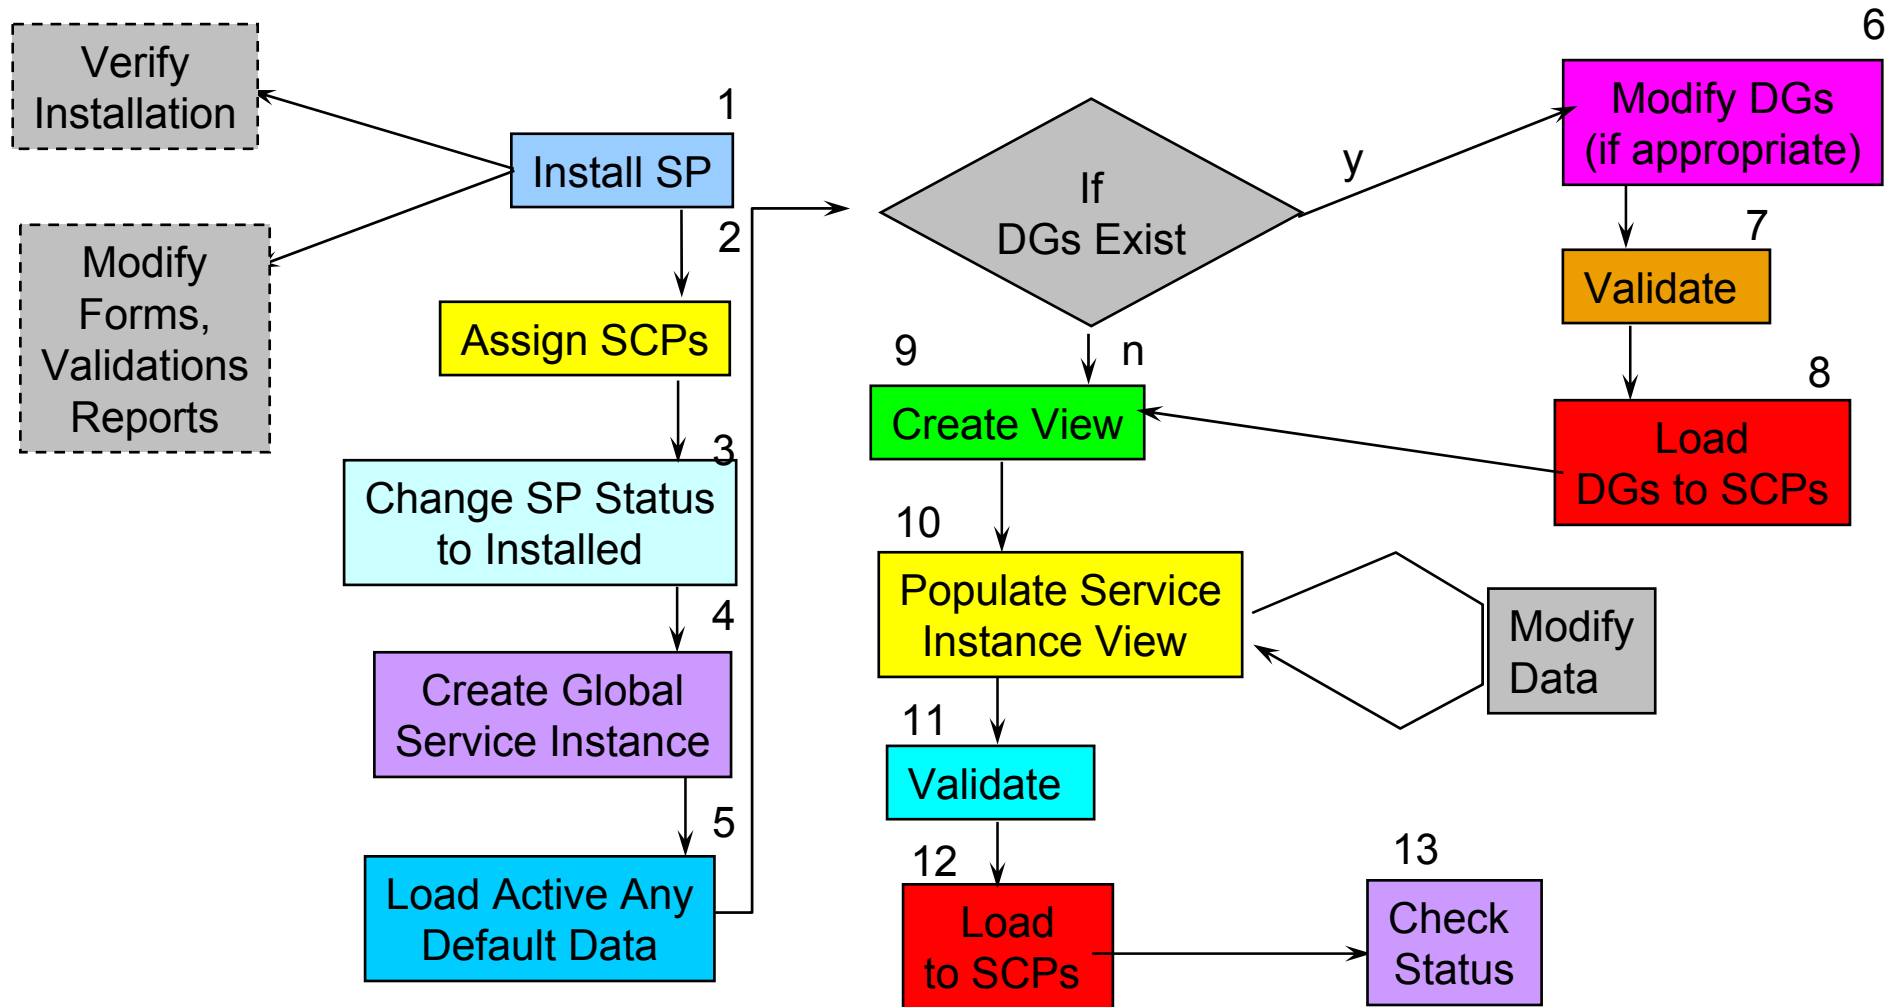 Verify
Installation
Modify
Forms,
Validations
Reports
1
Install SP
2
Assign SCPs
3
Change SP Status
to Installed
4
Create Global
Service Instance
5
Load Active Any
Default Data
If
DGs Exist
y
n
6
Modify DGs
(if appropriate)
7
Validate
8
Load
DGs to SCPs
9
Create View
10
Populate Service
Instance View
Modify
Data
11
Validate
12
Load
to SCPs
13
Check
Status